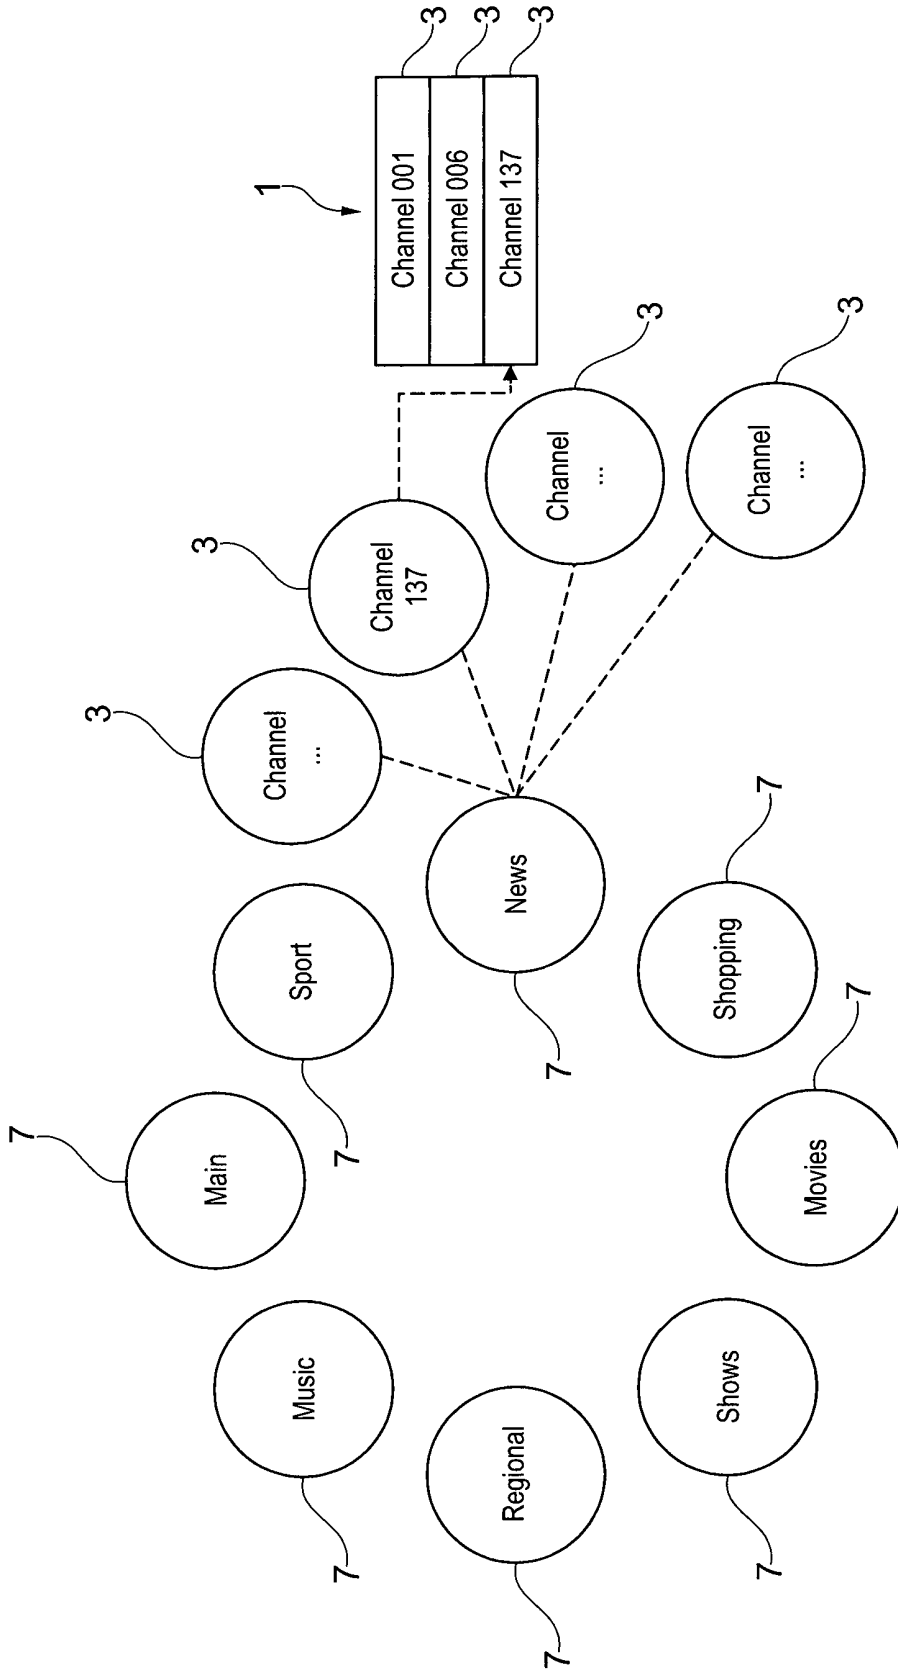 7
Main
3
Channel
...
3
Channel
137
1
Channel 001
3
Channel 006
3
Channel 137
3
Music
7
Sport
7
Regional
7
News
7
Channel
...
3
Channel
...
3
Shows
7
Shopping
7
Movies
7